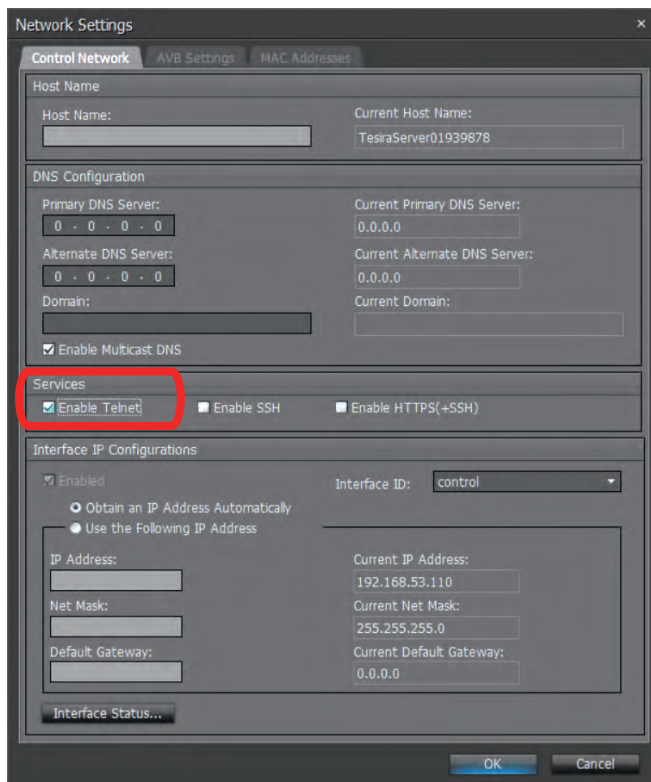 Network Settings ×
Control Network AVB Settings MAC Addresses
Host Name
Host Name: Current Host Name:
TesiraServer01939878
DNS Configuration
Primary DNS Server: Current Primary DNS Server:
0 . 0 . 0 . 0 0.0.0.0
Alternate DNS Server: Current Alternate DNS Server:
0 . 0 . 0 . 0 0.0.0.0
Domain: Current Domain:
Enable Multicast DNS
Services
Enable Telnet Enable SSH Enable HTTPS(+SSH)
Interface IP Configurations
Enabled Interface ID: control
Obtain an IP Address Automatically
Use the Following IP Address
IP Address: Current IP Address:
192.168.53.110
Net Mask: Current Net Mask:
255.255.255.0
Default Gateway: Current Default Gateway:
0.0.0.0
Interface Status...
OK Cancel